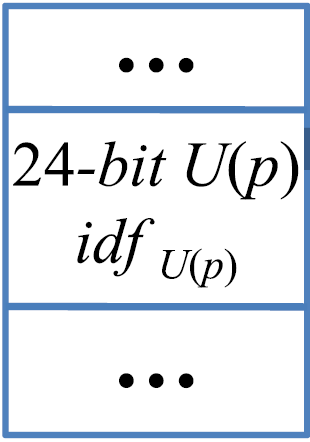 •••
24-bit U(p)
idf U(p)
•••